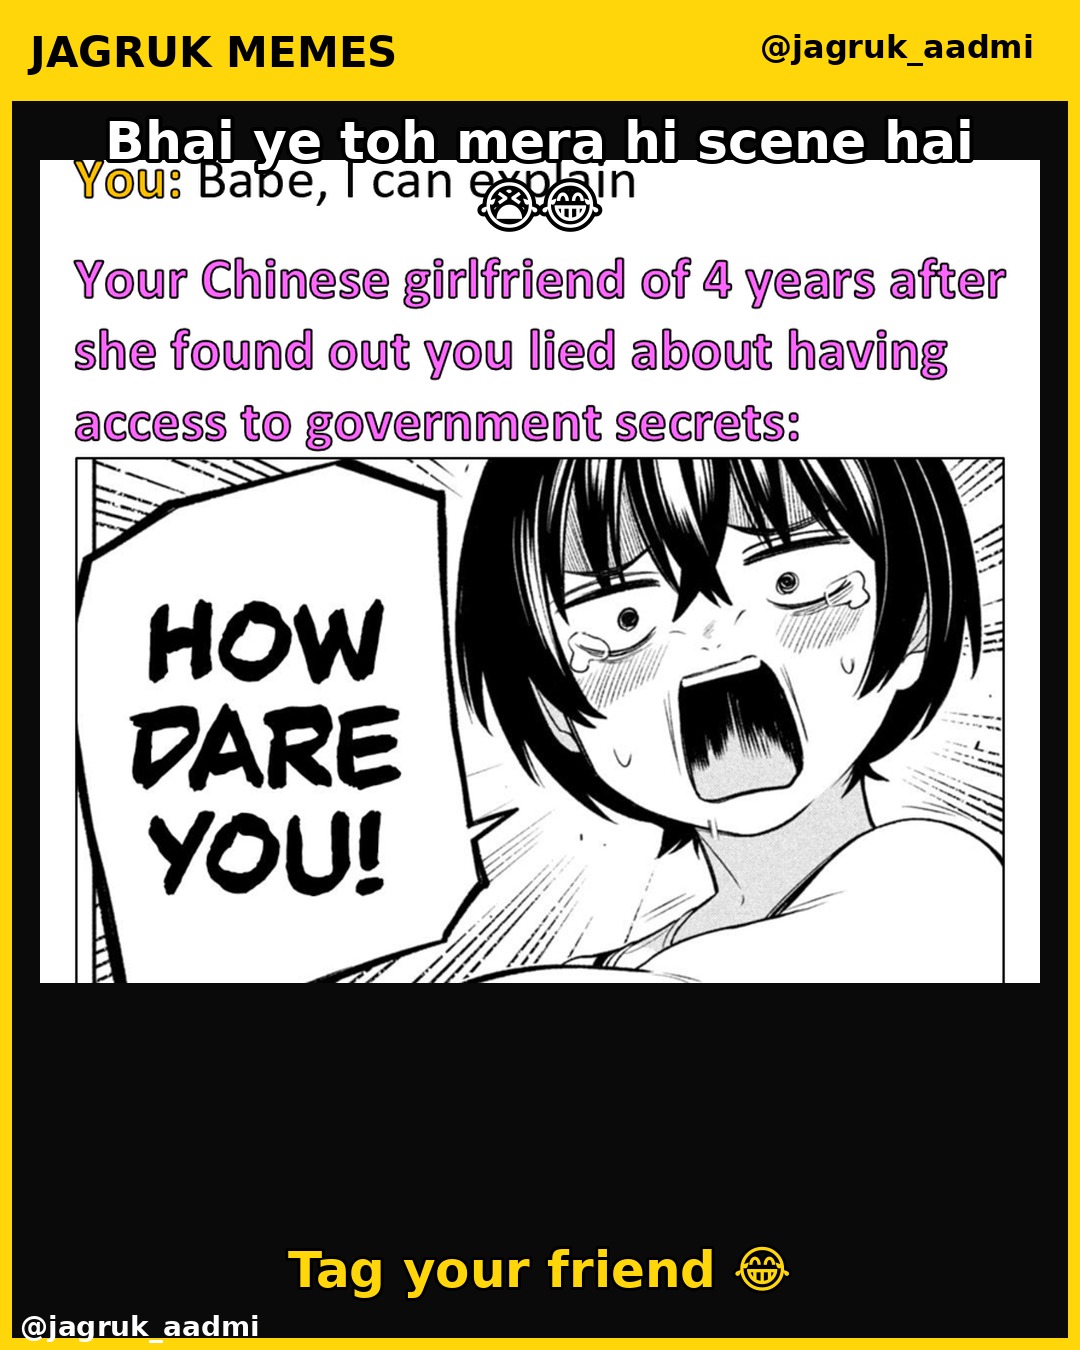 JAGRUK MEMES
@jagruk_aadmi
Bhai ye toh mera hi scene hai
😭😂
You: Babe, I can explain
Your Chinese girlfriend of 4 years after
she found out you lied about having
access to government secrets:
HOW
DARE
YOU!
Tag your friend 😂
@jagruk_aadmi